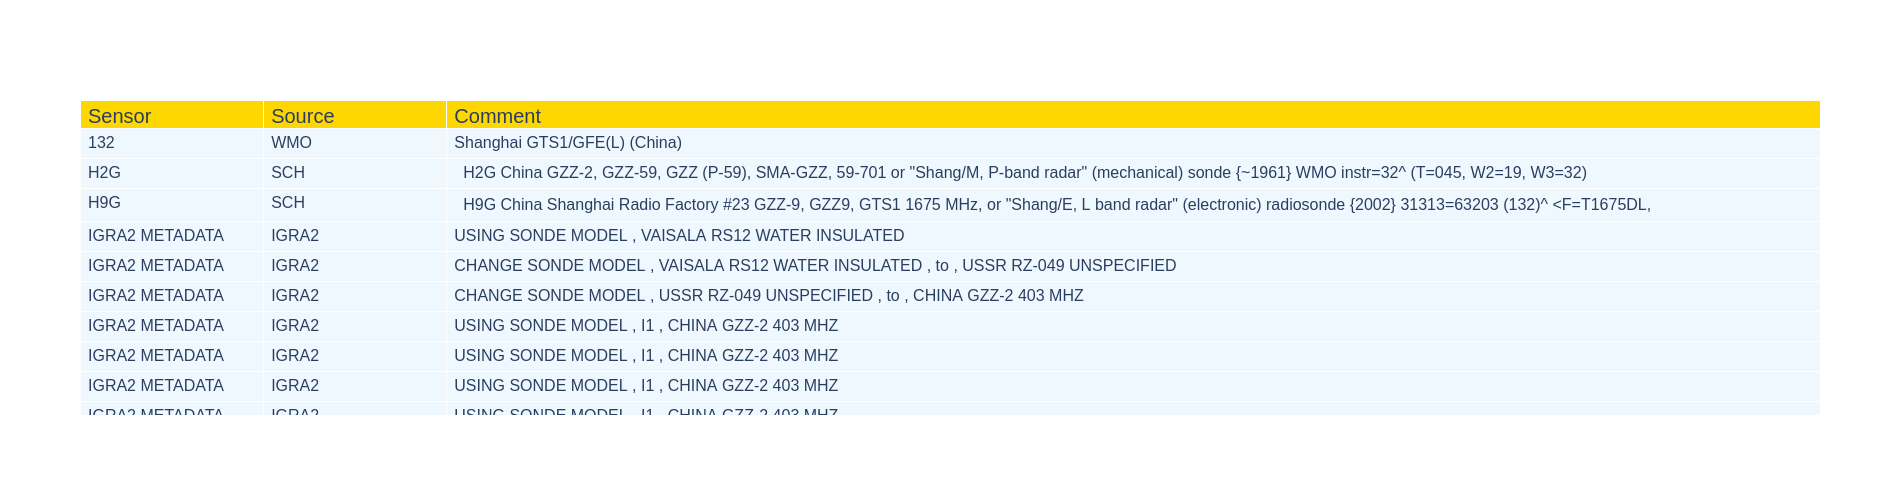 Sensor Source Comment
132 WMO Shanghai GTS1/GFE(L) (China)
H2G SCH H2G China GZZ-2, GZZ-59, GZZ (P-59), SMA-GZZ, 59-701 or "Shang/M, P-band radar" (mechanical) sonde {~1961} WMO instr=32^ (T=045, W2=19, W3=32)
H9G SCH H9G China Shanghai Radio Factory #23 GZZ-9, GZZ9, GTS1 1675 MHz, or "Shang/E, L band radar" (electronic) radiosonde {2002} 31313=63203 (132)^ <F=T1675DL,
IGRA2 METADATA IGRA2 USING SONDE MODEL , VAISALA RS12 WATER INSULATED
IGRA2 METADATA IGRA2 CHANGE SONDE MODEL , VAISALA RS12 WATER INSULATED , to , USSR RZ-049 UNSPECIFIED
IGRA2 METADATA IGRA2 CHANGE SONDE MODEL , USSR RZ-049 UNSPECIFIED , to , CHINA GZZ-2 403 MHZ
IGRA2 METADATA IGRA2 USING SONDE MODEL , I1 , CHINA GZZ-2 403 MHZ
IGRA2 METADATA IGRA2 USING SONDE MODEL , I1 , CHINA GZZ-2 403 MHZ
IGRA2 METADATA IGRA2 USING SONDE MODEL , I1 , CHINA GZZ-2 403 MHZ
IGRA2 METADATA IGRA2 USING SONDE MODEL , I1 , CHINA GZZ-2 403 MHZ